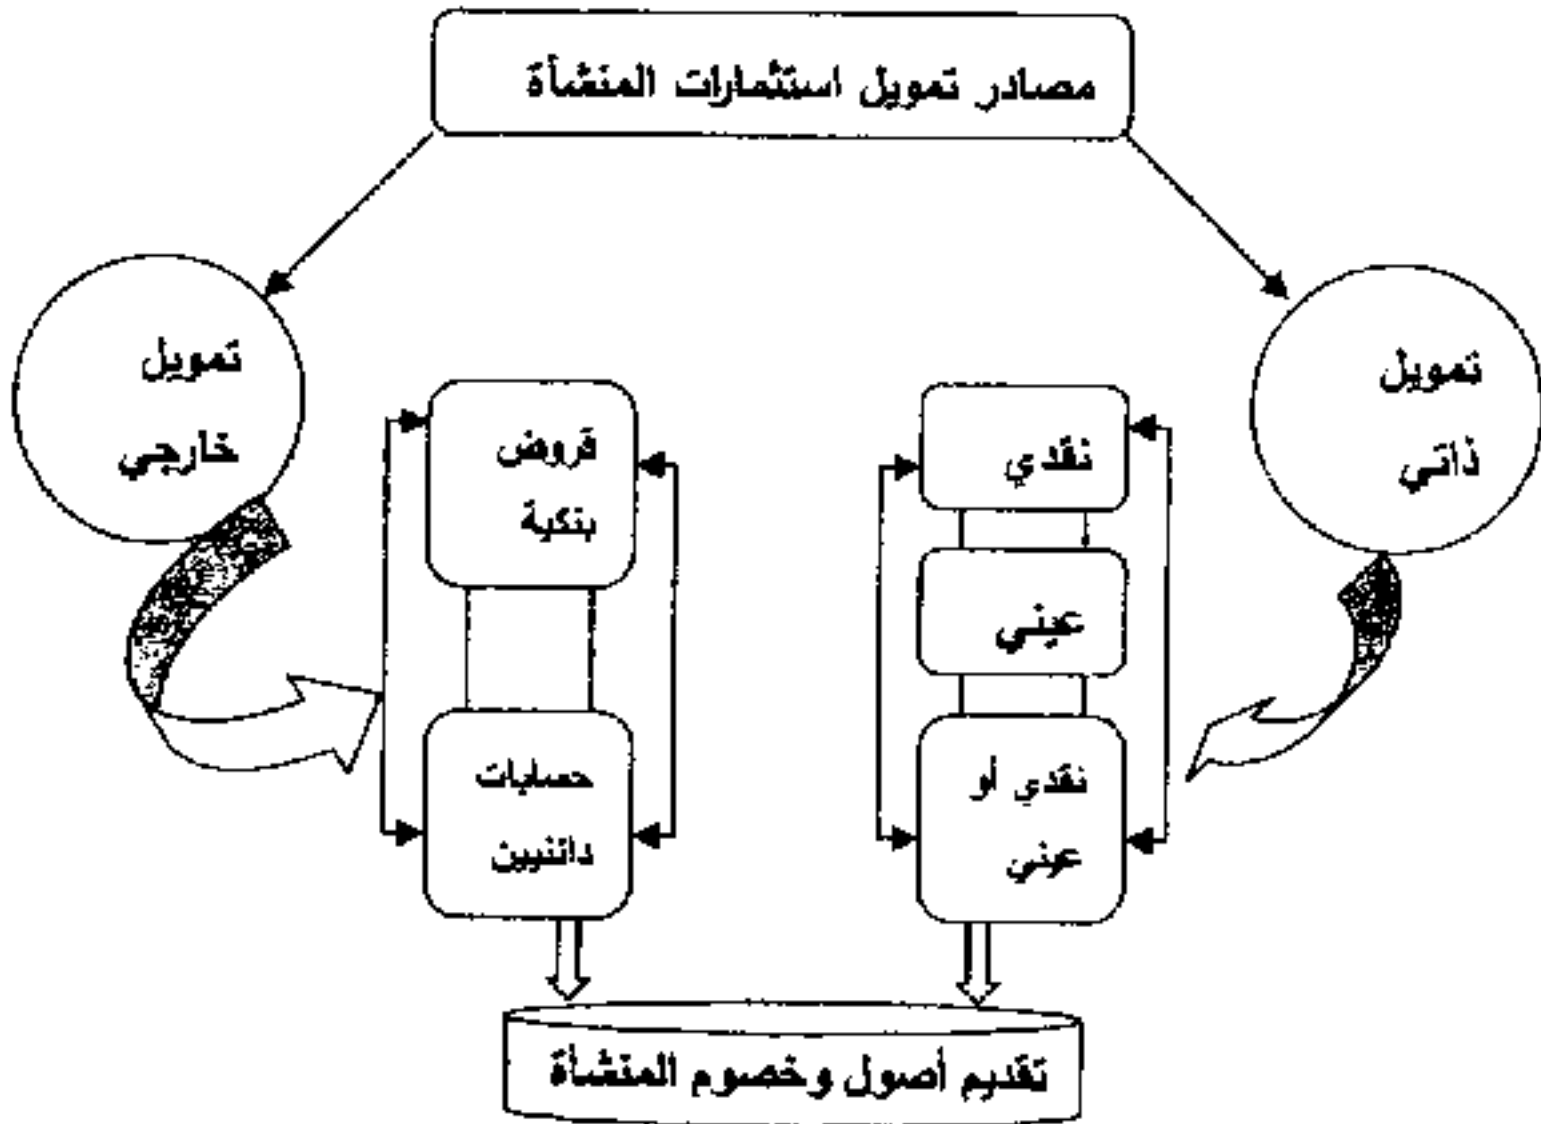 مصادر تمويل استثمارات المنشأة
تمويل
ذاتي
تمويل
خارجي
نقدي
عيني
نقدي أو
عيني
قروض
بنكية
حسابات
دائنيين
تقديم أصول وخصوم المنشأة